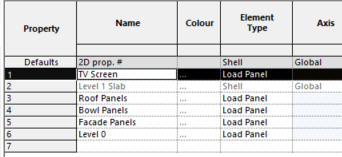 Property Name Colour Element Type Axis
Defaults 2D prop. # Shell Global
1 TV Screen ... Load Panel
2 Level 1 Slab ... Shell Global
3 Roof Panels ... Load Panel
4 Bowl Panels ... Load Panel
5 Facade Panels ... Load Panel
6 Level 0 ... Load Panel
7